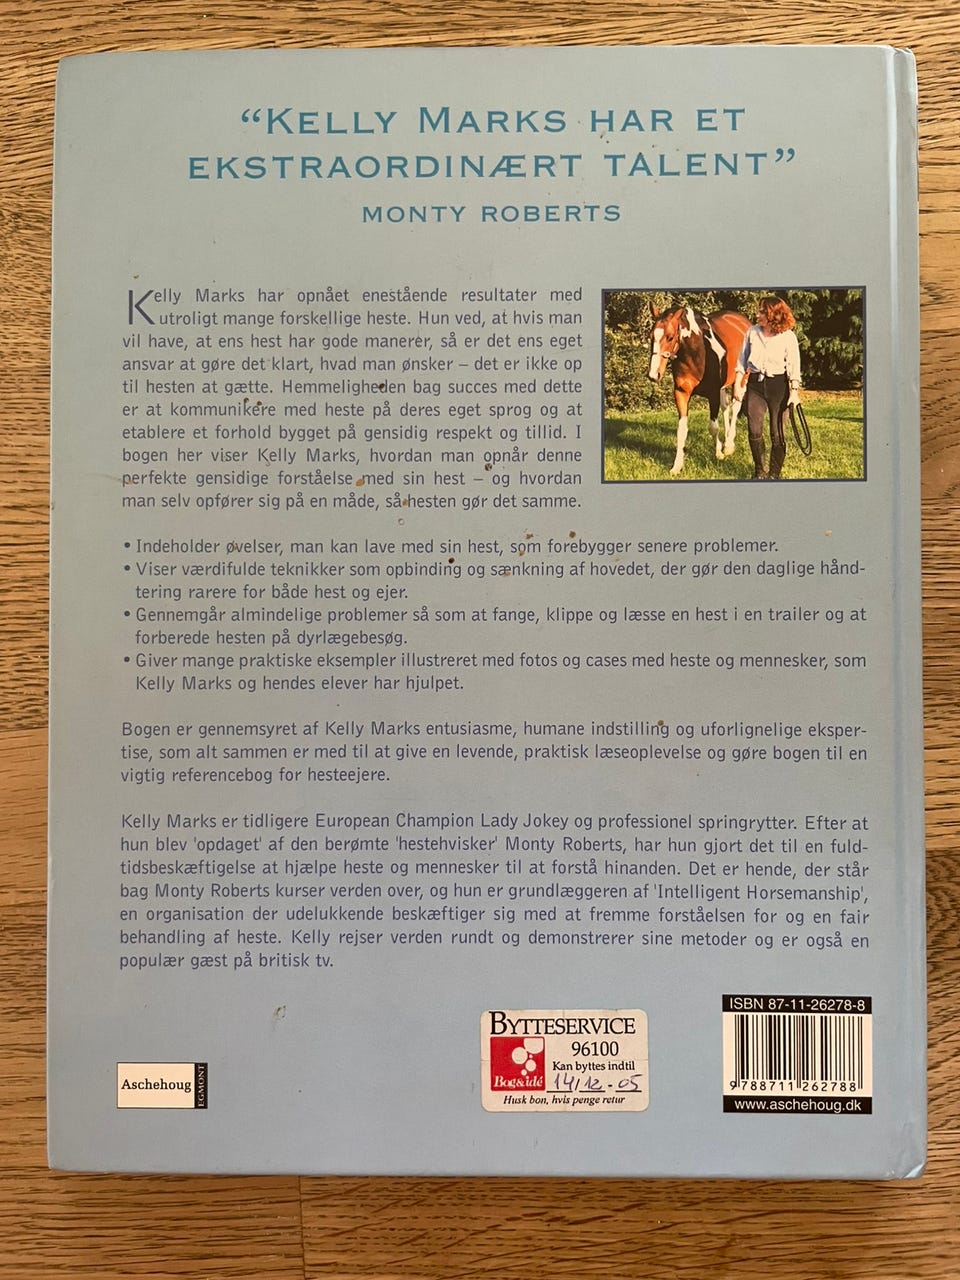 “KELLY MARKS HAR ET
EKSTRAORDINÆRT TALENT”
MONTY ROBERTS
Kelly Marks har opnået enestående resultater med
utroligt mange forskellige heste. Hun ved, at hvis man
vil have, at ens hest har gode manerer, så er det ens eget
ansvar at gøre det klart, hvad man ønsker – det er ikke op
til hesten at gætte. Hemmeligheden bag succes med dette
er at kommunikere med heste på deres eget sprog og at
etablere et forhold bygget på gensidig respekt og tillid. I
bogen her viser Kelly Marks, hvordan man opnår denne
perfekte gensidige forståelse med sin hest – og hvordan
man selv opfører sig på en måde, så hesten gør det samme.
• Indeholder øvelser, man kan lave med sin hest, som forebygger senere problemer.
• Viser værdifulde teknikker som opbinding og sænkning af hovedet, der gør den daglige hånd-
tering rarere for både hest og ejer.
• Gennemgår almindelige problemer så som at fange, klippe og læsse en hest i en trailer og at
forberede hesten på dyrlægebesøg.
• Giver mange praktiske eksempler illustreret med fotos og cases med heste og mennesker, som
Kelly Marks og hendes elever har hjulpet.
Bogen er gennemsyret af Kelly Marks entusiasme, humane indstilling og uforlignelige eksper-
tise, som alt sammen er med til at give en levende, praktisk læseoplevelse og gøre bogen til en
vigtig referencebog for hesteejere.
Kelly Marks er tidligere European Champion Lady Jokey og professionel springrytter. Efter at
hun blev 'opdaget' af den berømte 'hestehvisker' Monty Roberts, har hun gjort det til en fuld-
tidsbeskæftigelse at hjælpe heste og mennesker til at forstå hinanden. Det er hende, der står
bag Monty Roberts kurser verden over, og hun er grundlæggeren af 'Intelligent Horsemanship',
en organisation der udelukkende beskæftiger sig med at fremme forståelsen for og en fair
behandling af heste. Kelly rejser verden rundt og demonstrerer sine metoder og er også en
populær gæst på britisk tv.
Aschehoug
EGMONT
BYTTESERVICE
96100
Kan byttes indtil
Bog&idé 14/12-05
Husk bon, hvis penge retur
ISBN 87-11-26278-8
9 788711 262788
www.aschehoug.dk